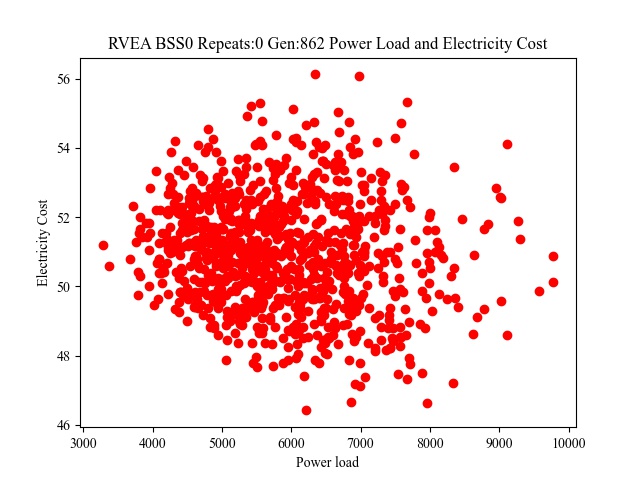 RVEA BSS0 Repeats:0 Gen:862 Power Load and Electricity Cost
56
54
52
50
48
46
Electricity Cost
3000 4000 5000 6000 7000 8000 9000 10000
Power load